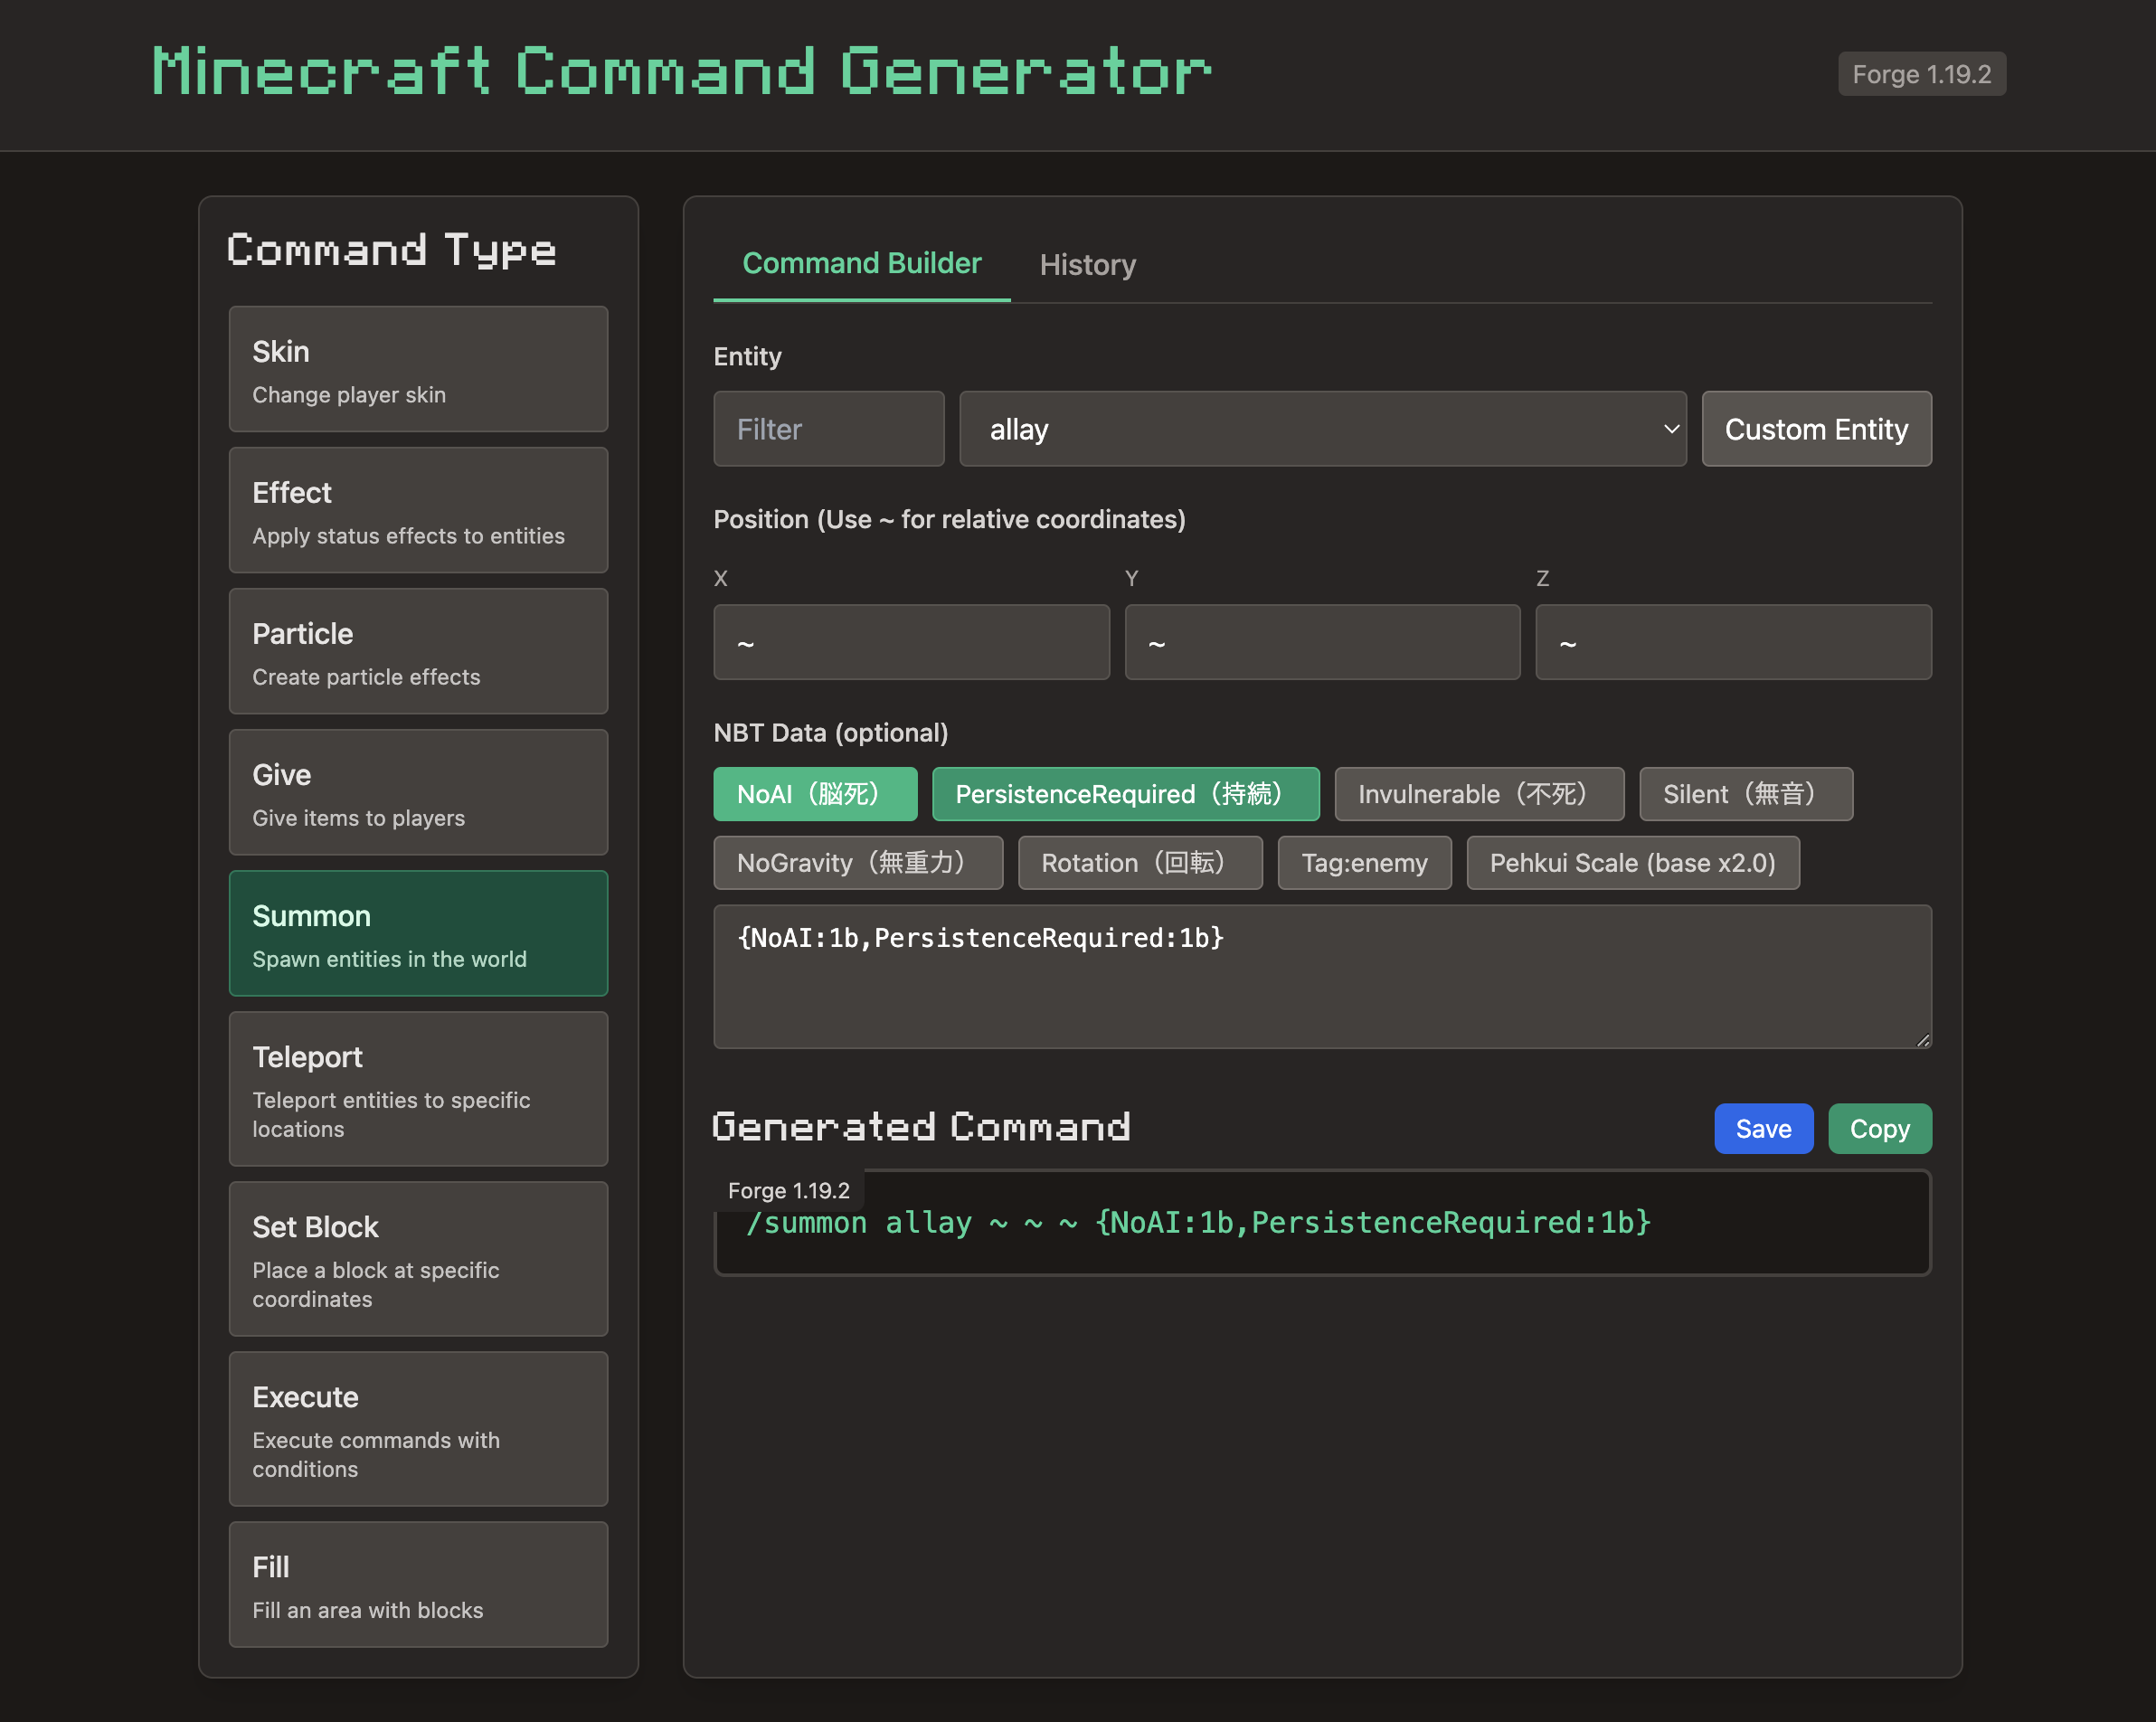 Minecraft Command Generator
Forge 1.19.2
Command Type
Skin
Change player skin
Effect
Apply status effects to entities
Particle
Create particle effects
Give
Give items to players
Summon
Spawn entities in the world
Teleport
Teleport entities to specific
locations
Set Block
Place a block at specific
coordinates
Execute
Execute commands with
conditions
Fill
Fill an area with blocks
Command Builder
History
Entity
Filter
allay
Custom Entity
Position (Use ~ for relative coordinates)
X
Y
Z
~
~
~
NBT Data (optional)
NoAI（脳死）
PersistenceRequired（持続）
Invulnerable（不死）
Silent（無音）
NoGravity（無重力）
Rotation（回転）
Tag:enemy
Pehkui Scale (base x2.0)
{NoAI:1b,PersistenceRequired:1b}
Generated Command
Save
Copy
Forge 1.19.2
/summon allay ~ ~ ~ {NoAI:1b,PersistenceRequired:1b}